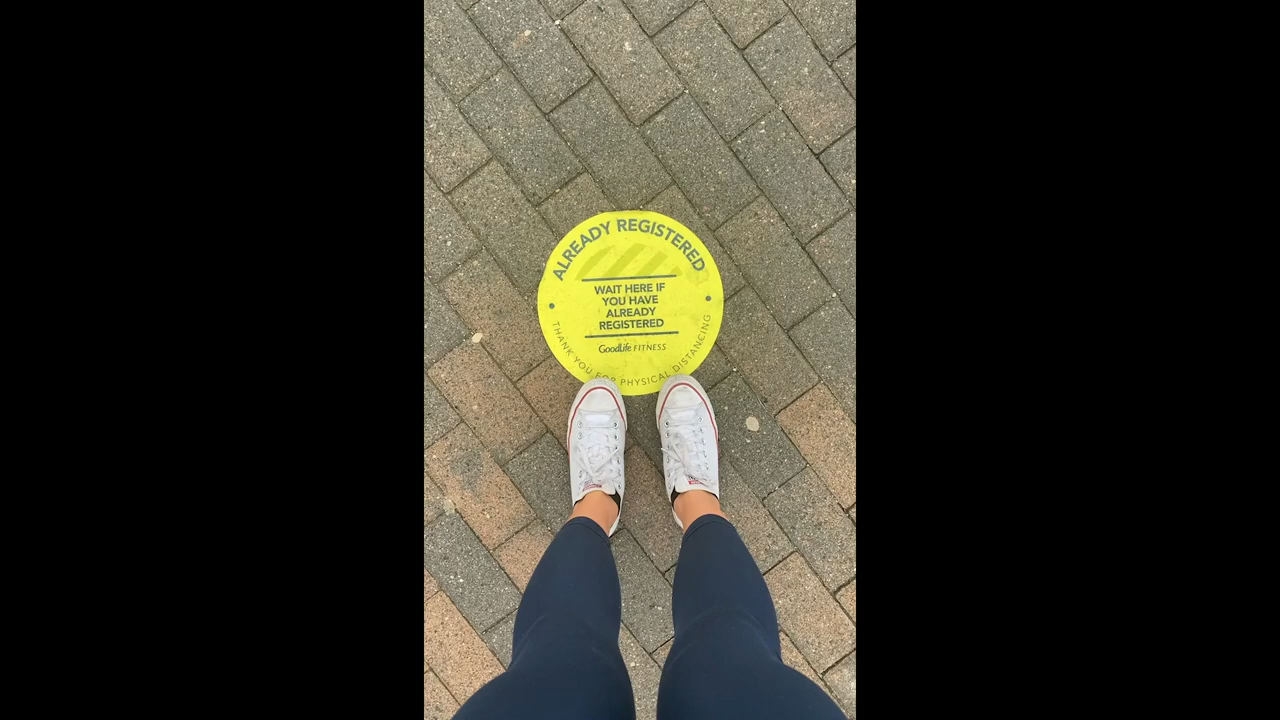 ALREADY REGISTERED
WAIT HERE IF
YOU HAVE
ALREADY
REGISTERED
GoodLife FITNESS
THANK YOU FOR PHYSICAL DISTANCING